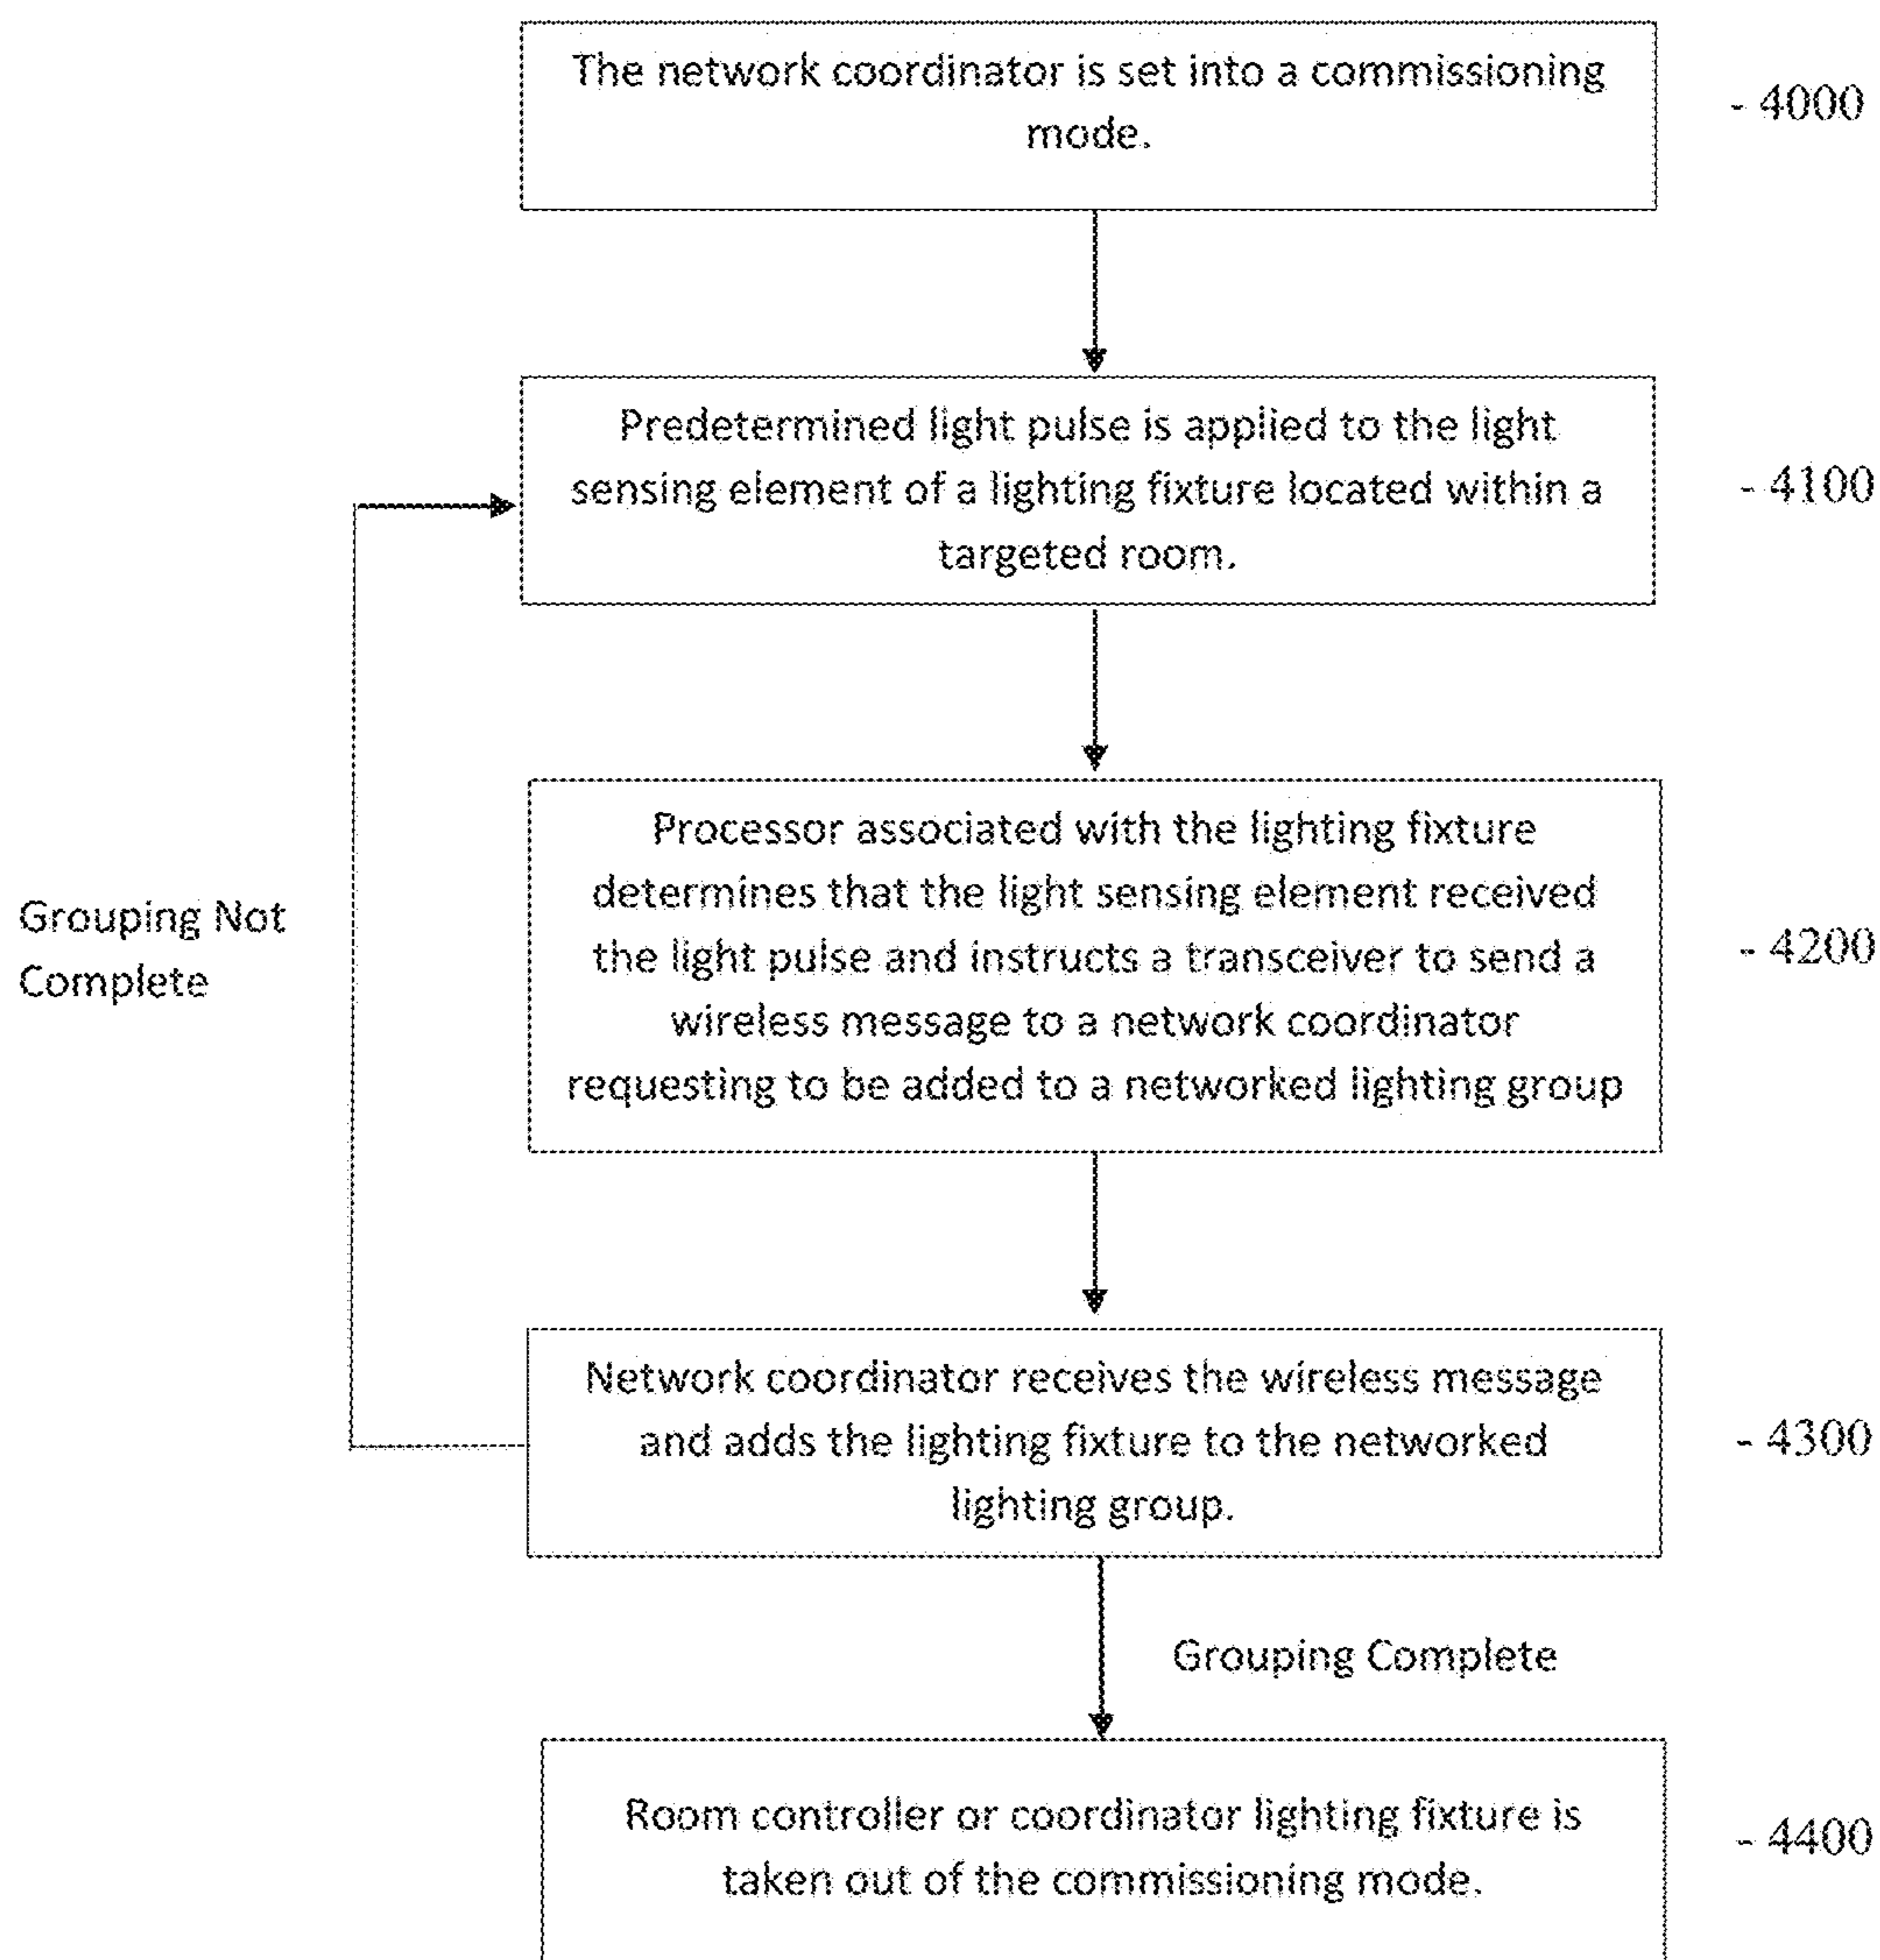 The network coordinator is set into a commissioning
mode.
- 4000
Predetermined light pulse is applied to the light
sensing element of a lighting fixture located within a
targeted room.
- 4100
Processor associated with the lighting fixture
determines that the light sensing element received
the light pulse and instructs a transceiver to send a
wireless message to a network coordinator
requesting to be added to a networked lighting group
- 4200
Grouping Not
Complete
Network coordinator receives the wireless message
and adds the lighting fixture to the networked
lighting group.
- 4300
Grouping Complete
Room controller or coordinator lighting fixture is
taken out of the commissioning mode.
- 4400